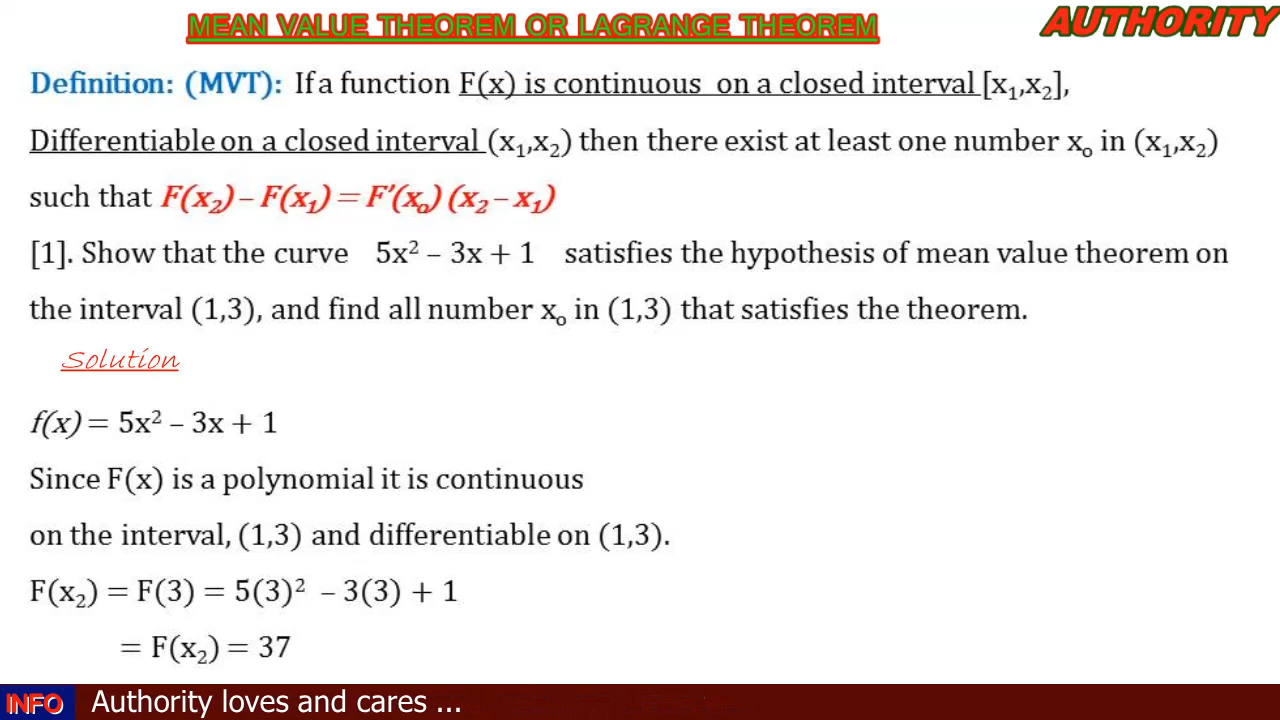 MEAN VALUE THEOREM OR LAGRANGE THEOREM
AUTHORITY
Definition: (MVT): If a function F(x) is continuous on a closed interval [x₁,x₂],
Differentiable on a closed interval (x₁,x₂) then there exist at least one number xₒ in (x₁,x₂)
such that F(x₂) – F(x₁) = F'(xₒ) (x₂ – x₁)
[1]. Show that the curve 5x² – 3x + 1 satisfies the hypothesis of mean value theorem on
the interval (1,3), and find all number xₒ in (1,3) that satisfies the theorem.
Solution
f(x) = 5x² – 3x + 1
Since F(x) is a polynomial it is continuous
on the interval, (1,3) and differentiable on (1,3).
F(x₂) = F(3) = 5(3)² – 3(3) + 1
= F(x₂) = 37
INFO Authority loves and cares ...